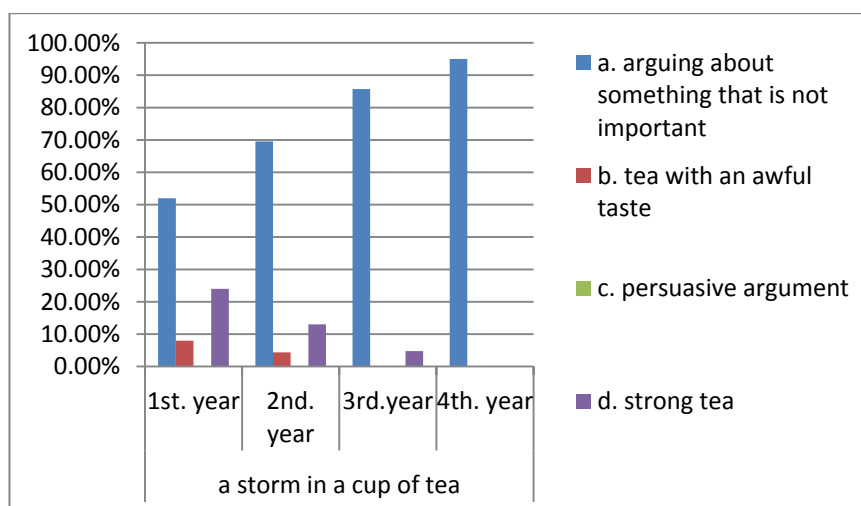 100.00%
90.00%
80.00%
70.00%
60.00%
50.00%
40.00%
30.00%
20.00%
10.00%
0.00%
1st. year
2nd.
year
3rd.year
4th. year
a storm in a cup of tea
a. arguing about
something that is not
important
b. tea with an awful
taste
c. persuasive argument
d. strong tea